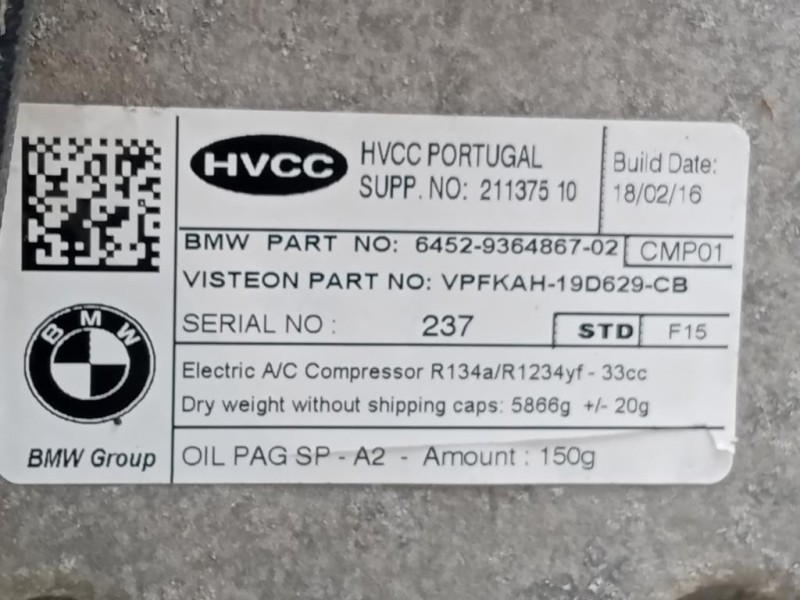 HVCC
HVCC PORTUGAL
SUPP. NO: 211375 10
Build Date:
18/02/16
BMW PART NO: 6452-9364867-02 CMP01
VISTEON PART NO: VPFKAH-19D629-CB
SERIAL NO : 237 STD F15
Electric A/C Compressor R134a/R1234yf - 33cc
Dry weight without shipping caps: 5866g +/- 20g
OIL PAG SP - A2 - Amount : 150g
BMW
BMW Group